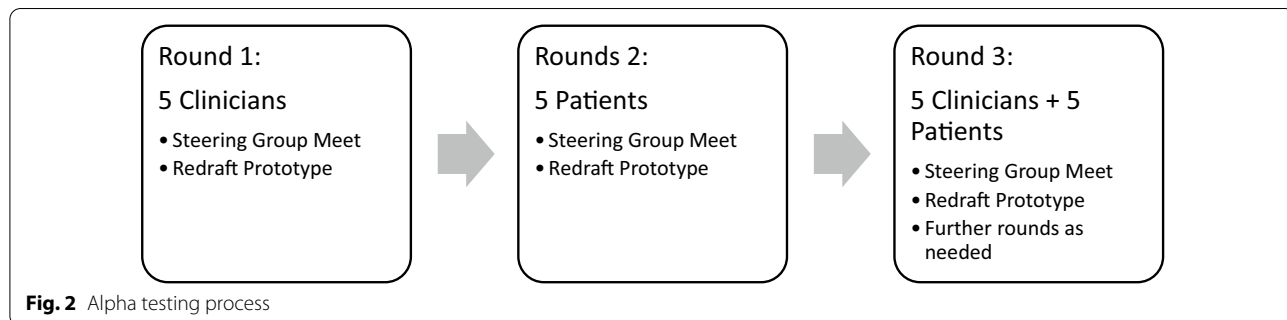 Round 1:
5 Clinicians
• Steering Group Meet
• Redraft Prototype
Rounds 2:
5 Patients
• Steering Group Meet
• Redraft Prototype
Round 3:
5 Clinicians + 5
Patients
• Steering Group Meet
• Redraft Prototype
• Further rounds as
needed
Fig. 2 Alpha testing process